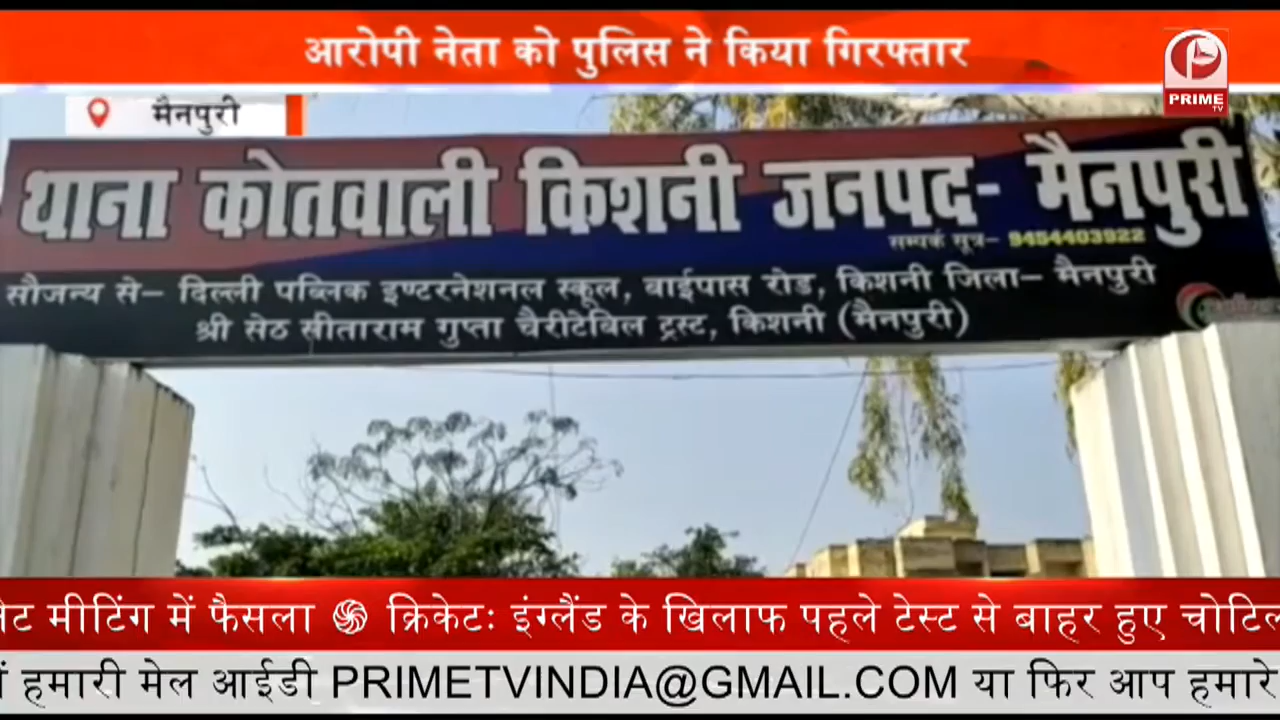 आरोपी नेता को पुलिस ने किया गिरफ्तार
PRIME
TV
मैनपुरी
थाना कोतवाली किशनी जनपद- मैनपुरी
सम्पर्क सूत्र- 9454403922
सौजन्य से- दिल्ली पब्लिक इण्टरनेशनल स्कूल, बाईपास रोड, किशनी जिला- मैनपुरी
श्री सेठ सीताराम गुप्ता चैरीटेबिल ट्रस्ट, किशनी (मैनपुरी)
मीटिंग में फैसला क्रिकेटः इंग्लैंड के खिलाफ पहले टेस्ट से बाहर हुए
हमारी मेल आईडी PRIMETVINDIA@GMAIL.COM या फिर आप हमारे